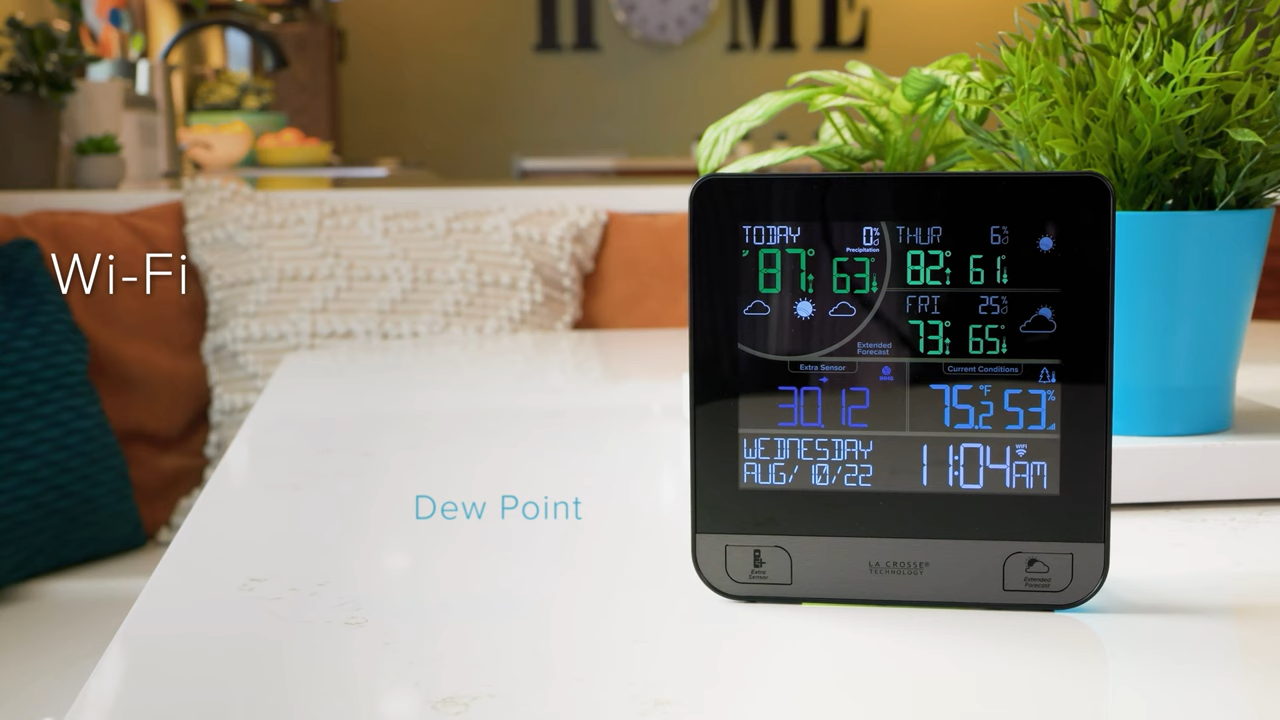 HOME
Wi-Fi
Dew Point
TODAY 0%
Precipitation
87° 63°
Extended
Forecast
THUR 6%
82° 61°
FRI 25%
73° 65°
Extra Sensor
30.12
Current Conditions
75.2 °F 53%
WEDNESDAY
AUG/ 10/22
WIFI
11:04AM
Extra
Sensor
LA CROSSE®
TECHNOLOGY
Extended
Forecast